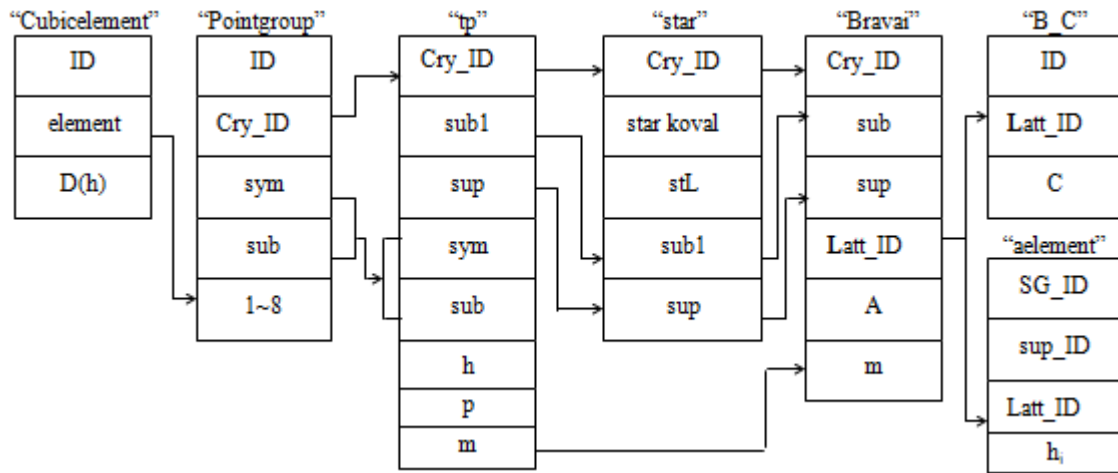 “Cubicelement”
ID
element
D(h)
“Pointgroup”
ID
Cry_ID
sym
sub
1~8
“tp”
Cry_ID
sub1
sup
sym
sub
h
p
m
“star”
Cry_ID
star koval
stL
sub1
sup
“Bravai”
Cry_ID
sub
sup
Latt_ID
A
m
“B_C”
ID
Latt_ID
C
“aelement”
SG_ID
sup_ID
Latt_ID
hᵢ